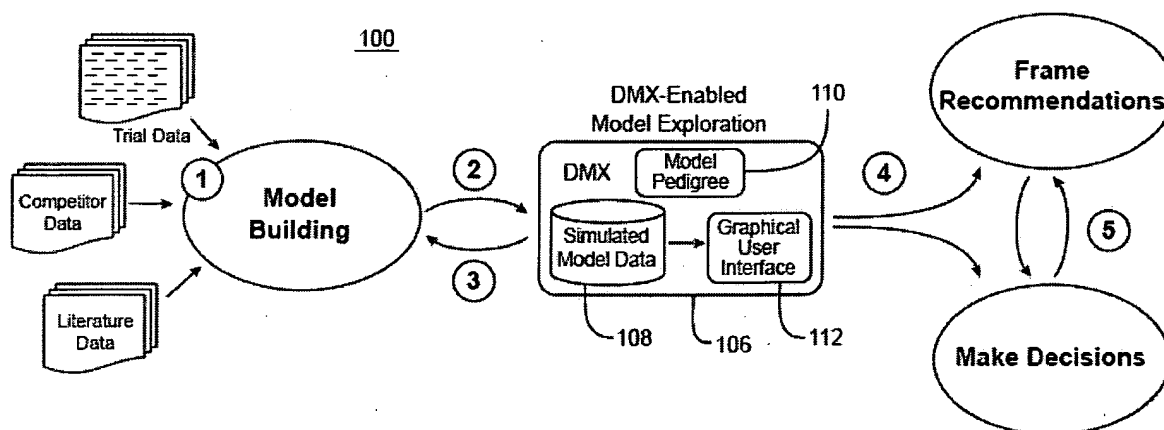 100
Trial Data
Competitor
Data
Literature
Data
1
Model
Building
2
3
DMX-Enabled
Model Exploration
110
DMX
Model
Pedigree
Simulated
Model Data
Graphical
User
Interface
108
106
112
4
Frame
Recommendations
5
Make Decisions